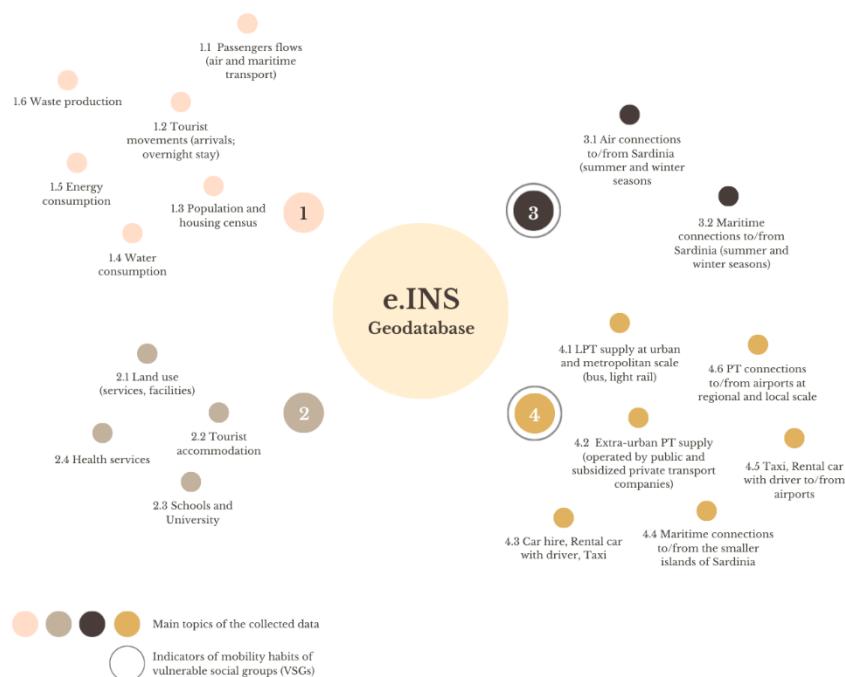 1.1 Passengers flows
(air and maritime
transport)
1.6 Waste production
1.2 Tourist
movements (arrivals;
overnight stay)
1.5 Energy
consumption
1.3 Population and
housing census
1.4 Water
consumption
1
3.1 Air connections
to/from Sardinia
(summer and winter
seasons
3
3.2 Maritime
connections to/from
Sardinia (summer and
winter seasons)
e.INS
Geodatabase
2.1 Land use
(services, facilities)
2.2 Tourist
accommodation
2.4 Health services
2.3 Schools and
University
2
4.1 LPT supply at urban
and metropolitan scale
(bus, light rail)
4.6 PT connections
to/from airports at
regional and local scale
4
4.2 Extra-urban PT supply
(operated by public and
subsidized private transport
companies)
4.5 Taxi, Rental car
with driver to/from
airports
4.3 Car hire, Rental car
with driver, Taxi
4.4 Maritime connections
to/from the smaller
islands of Sardinia
Main topics of the collected data
Indicators of mobility habits of
vulnerable social groups (VSGs)